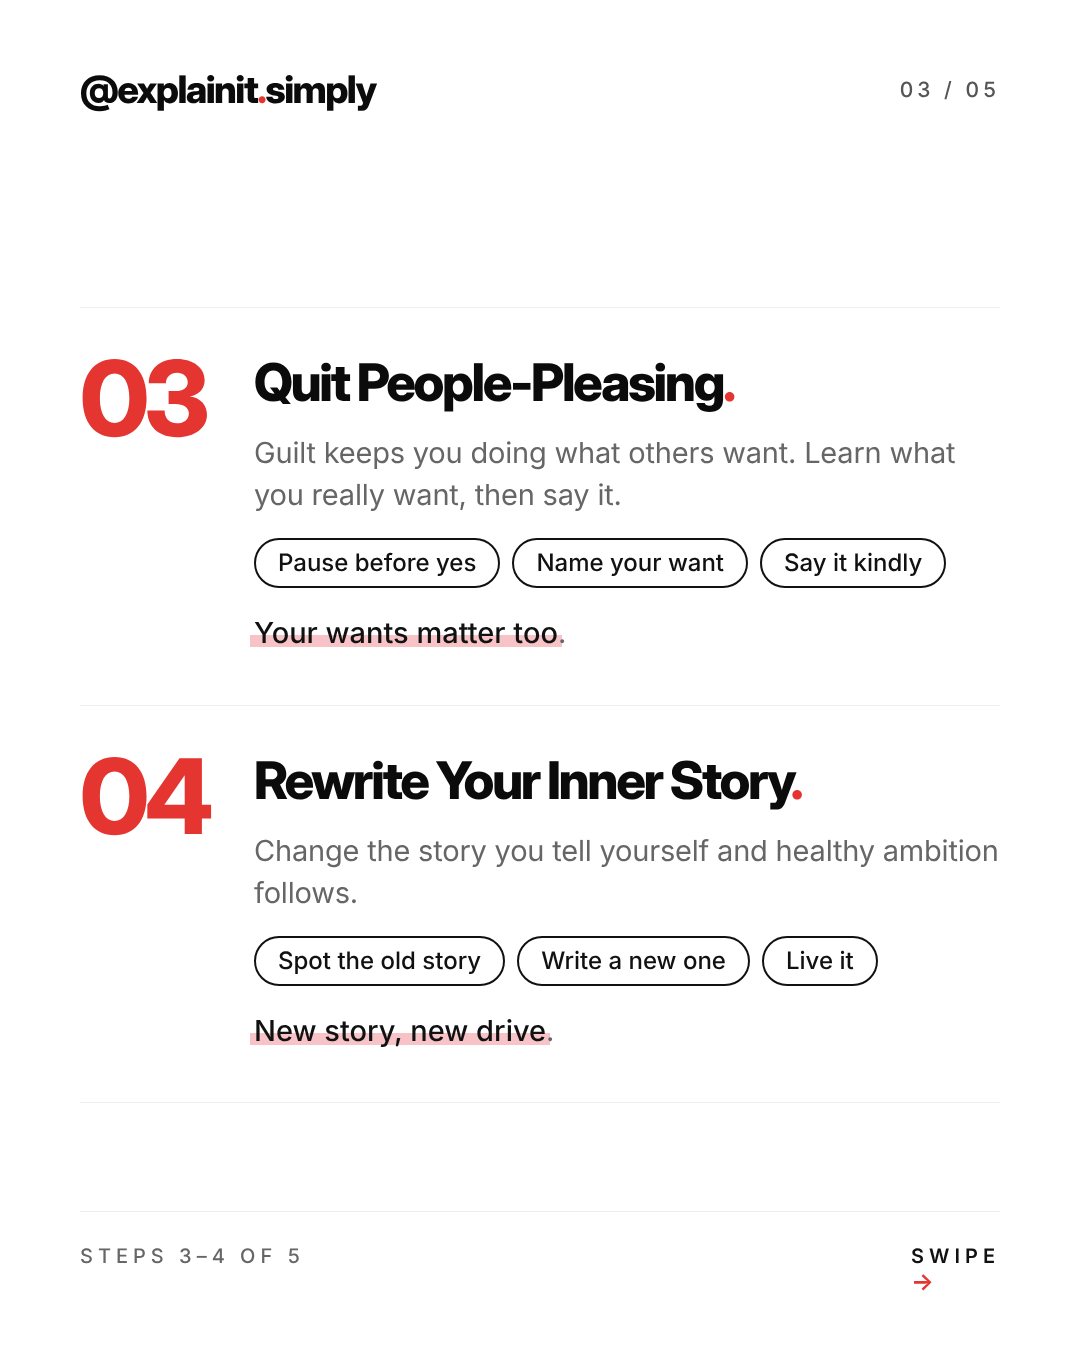 @explainit.simply
03 / 05
03
Quit People-Pleasing.
Guilt keeps you doing what others want. Learn what
you really want, then say it.
Pause before yes
Name your want
Say it kindly
Your wants matter too.
04
Rewrite Your Inner Story.
Change the story you tell yourself and healthy ambition
follows.
Spot the old story
Write a new one
Live it
New story, new drive.
STEPS 3–4 OF 5
SWIPE
→